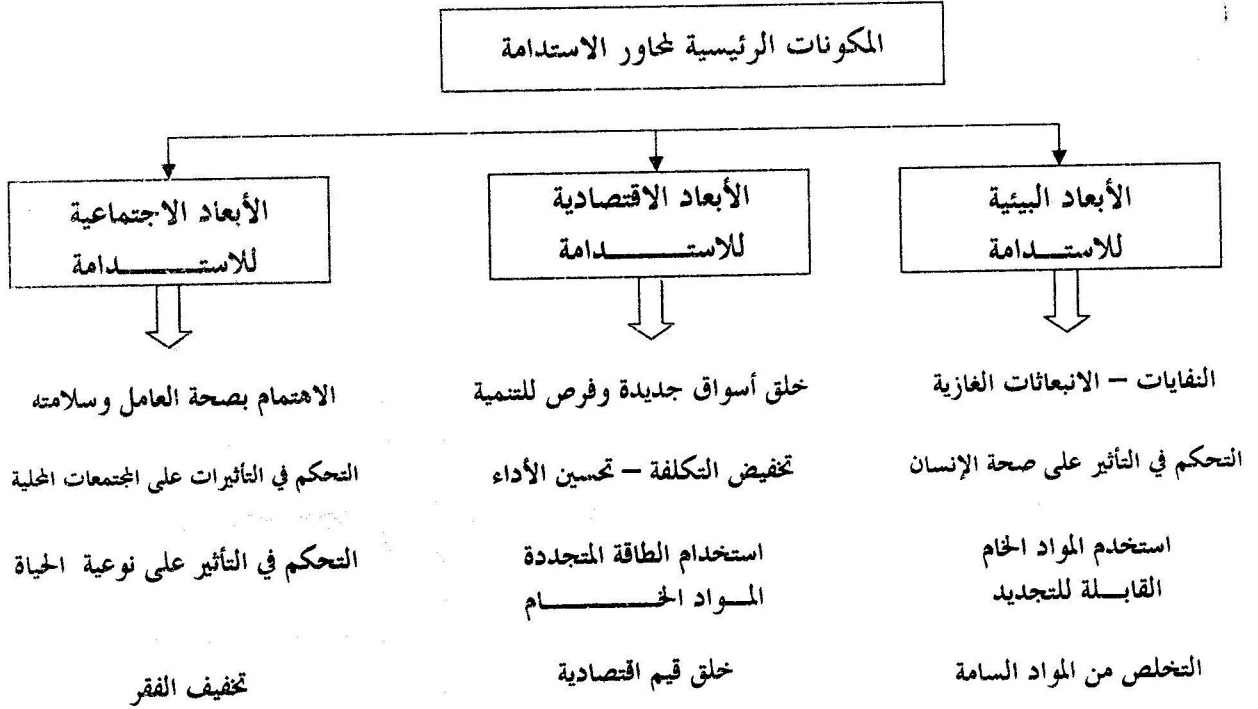 المكونات الرئيسية لمحاور الاستدامة
الأبعاد البيئية
للاستـــدامة
الأبعاد الاقتصادية
للاستـــــدامة
الأبعاد الاجتماعية
للاستـــــدامة
النفايات – الانبعاثات الغازية
التحكم في التأثير على صحة الإنسان
استخدم المواد الخام
القابـــلة للتجديد
التخلص من المواد السامة
خلق أسواق جديدة وفرص للتنمية
تخفيض التكلفة – تحسين الأداء
استخدام الطاقة المتجددة
المــواد الخـــــــام
خلق قيم اقتصادية
الاهتمام بصحة العامل وسلامته
التحكم في التأثيرات على المجتمعات المحلية
التحكم في التأثير على نوعية الحياة
تخفيف الفقر